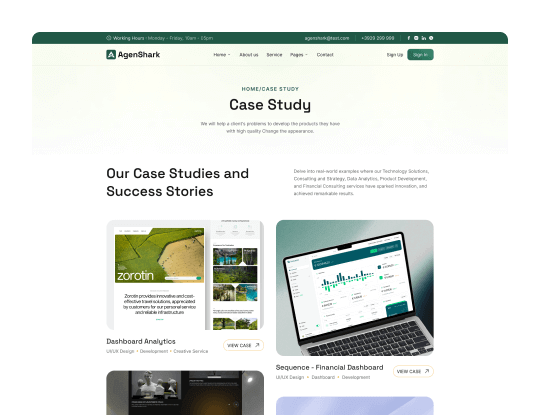 Working Hours : Monday - Friday, 10am - 05pm
agenshark@text.com
+3928 299 999
AgenShark
Home
About us
Service
Pages
Contact
Sign Up
Sign In
HOME/CASE STUDY
Case Study
We will help a client's problems to develop the products they have
with high quality Change the appearance.
Our Case Studies and
Success Stories
Delve into real-world examples where our Technology Solutions,
Consulting and Strategy, Data Analytics, Product Development,
and Financial Consulting services have sparked innovation, and
achieved remarkable results.
zorotin
Zorotin provides innovative and cost-
effective travel solutions, appreciated
by customers for our personal service
and reliable infrastructure
Dashboard Analytics
UI/UX Design • Development • Creative Service
VIEW CASE
Sequence - Financial Dashboard
UI/UX Design • Dashboard • Development
VIEW CASE